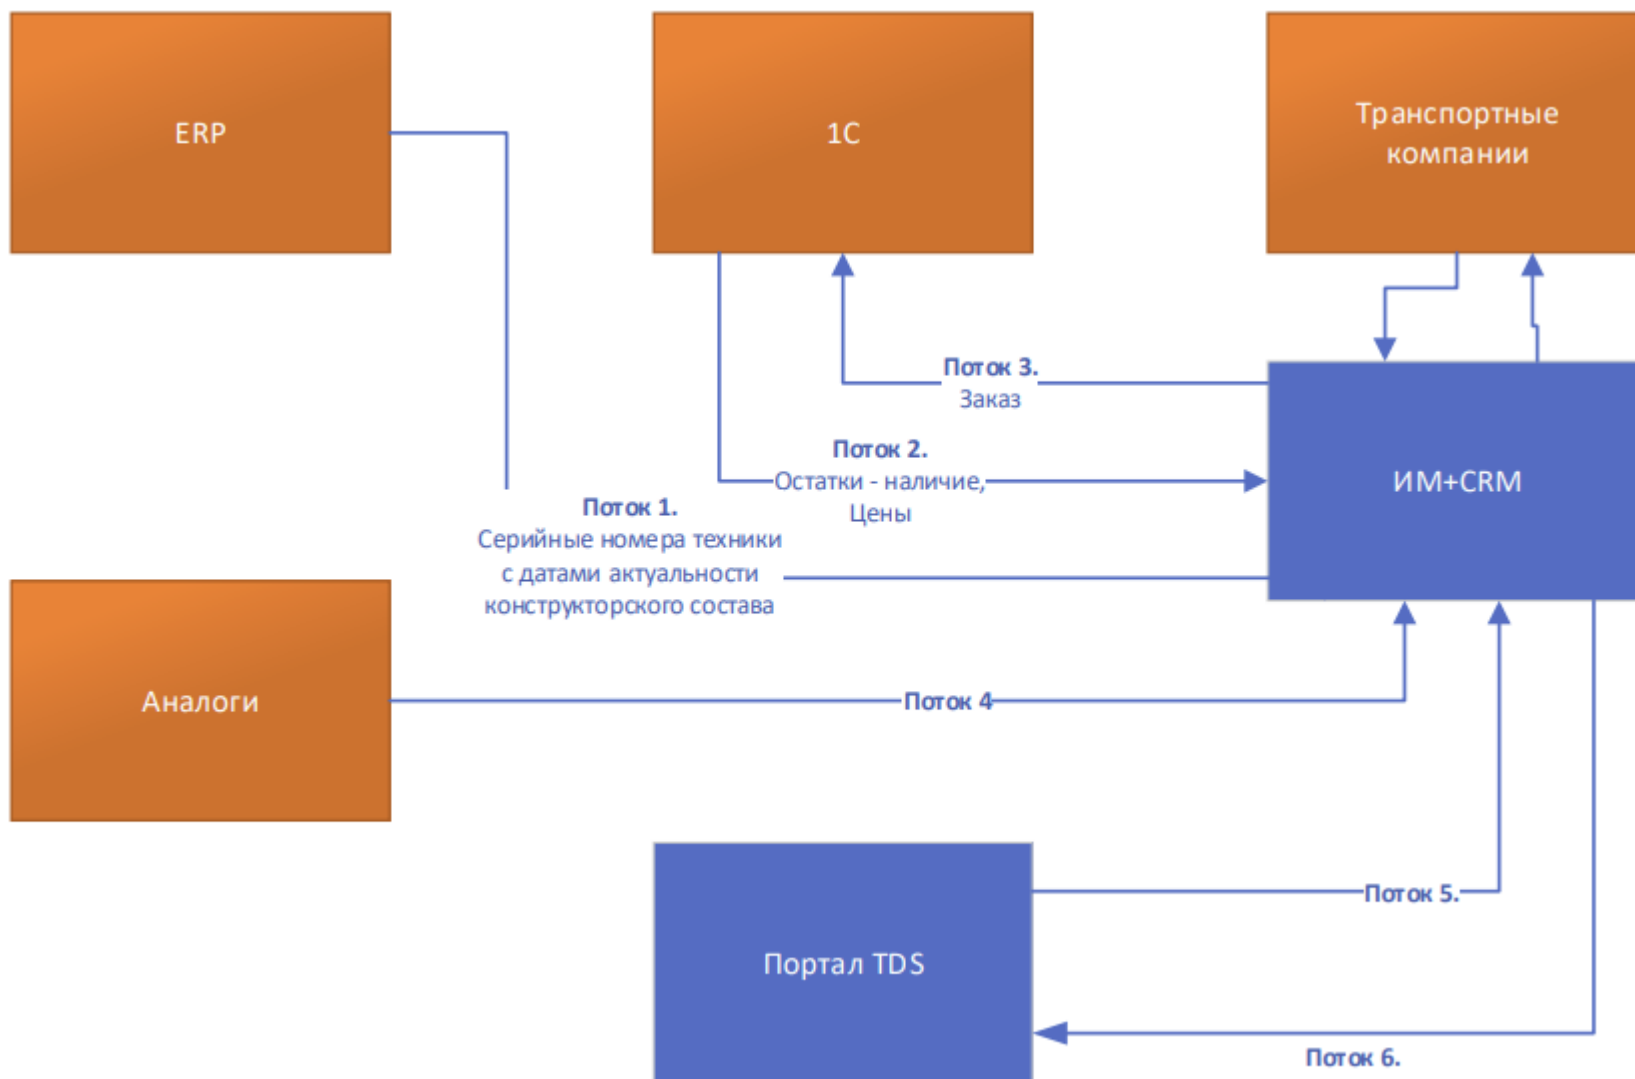 ERP
1С
Транспортные
компании
Поток 3.
Заказ
Поток 2.
Остатки - наличие,
Цены
ИМ+CRM
Поток 1.
Серийные номера техники
с датами актуальности
конструкторского состава
Аналоги
Поток 4
Поток 5.
Портал TDS
Поток 6.